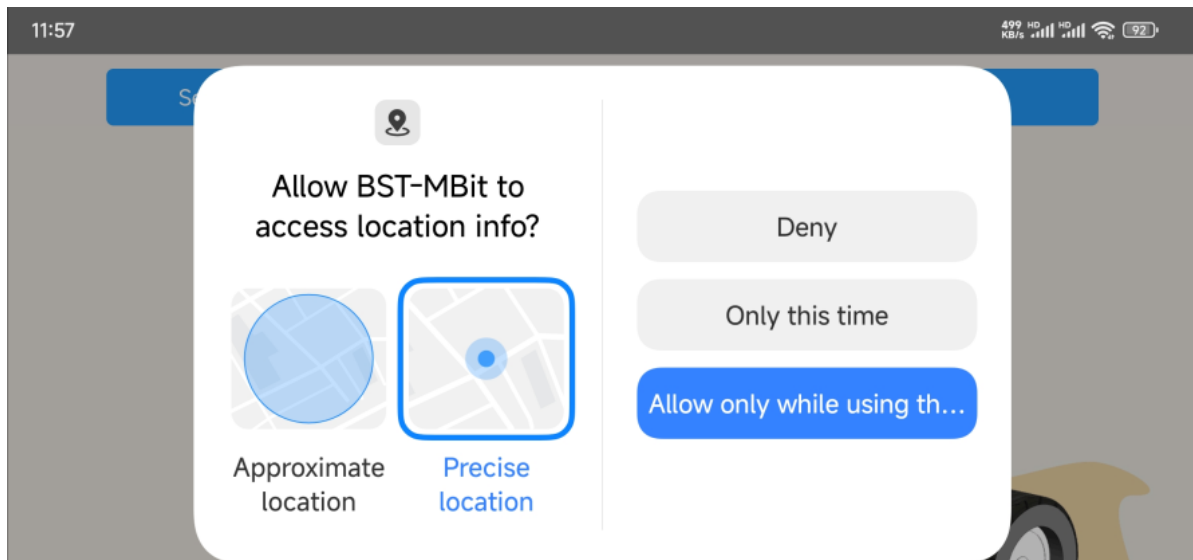 11:57
499 KB/s HD HD 92
Allow BST-MBit to
access location info?
Approximate
location
Precise
location
Deny
Only this time
Allow only while using th...